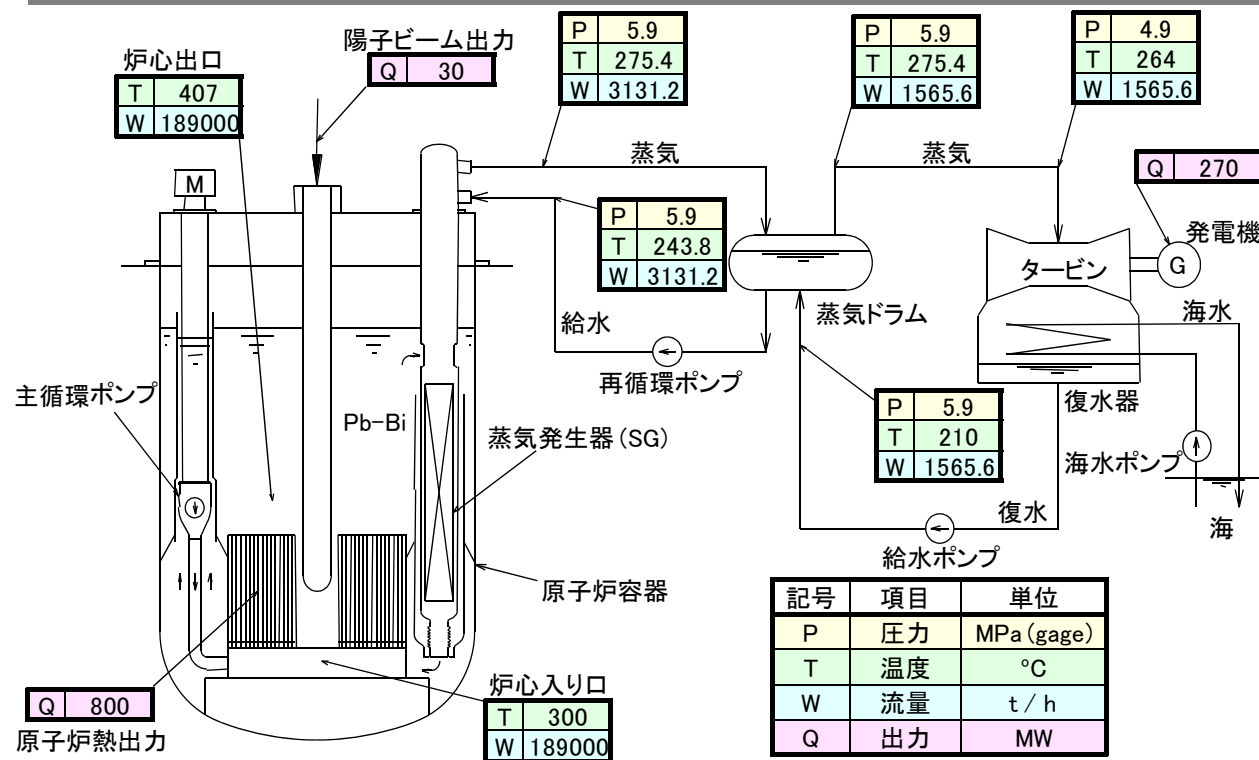 陽子ビーム出力
Q 30
炉心出口
T 407
W 189000
P 5.9
T 275.4
W 3131.2
P 5.9
T 275.4
W 1565.6
P 4.9
T 264
W 1565.6
蒸気
蒸気
Q 270
発電機
M
P 5.9
T 243.8
W 3131.2
タービン
G
蒸気ドラム
海水
給水
再循環ポンプ
主循環ポンプ
Pb-Bi
蒸気発生器(SG)
P 5.9
T 210
W 1565.6
復水器
海水ポンプ
復水
海
給水ポンプ
原子炉容器
Q 800
原子炉熱出力
炉心入り口
T 300
W 189000
記号 項目 単位
P 圧力 MPa(gage)
T 温度 ℃
W 流量 t/h
Q 出力 MW